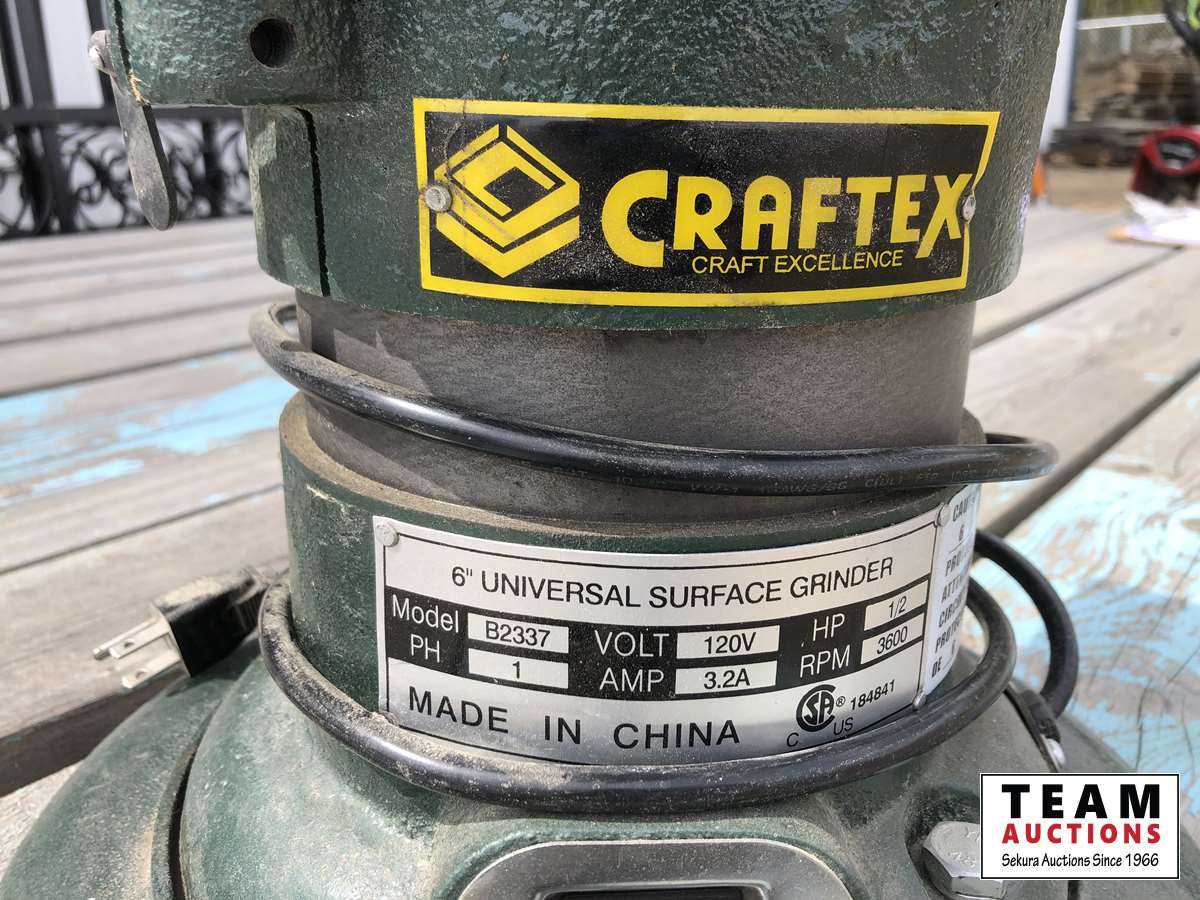 CRAFTEX
CRAFT EXCELLENCE
6" UNIVERSAL SURFACE GRINDER
Model B2337 VOLT 120V HP 1/2
PH 1 AMP 3.2A RPM 3600
MADE IN CHINA
CSA® 184841
C US
TEAM
AUCTIONS
Sekura Auctions Since 1966